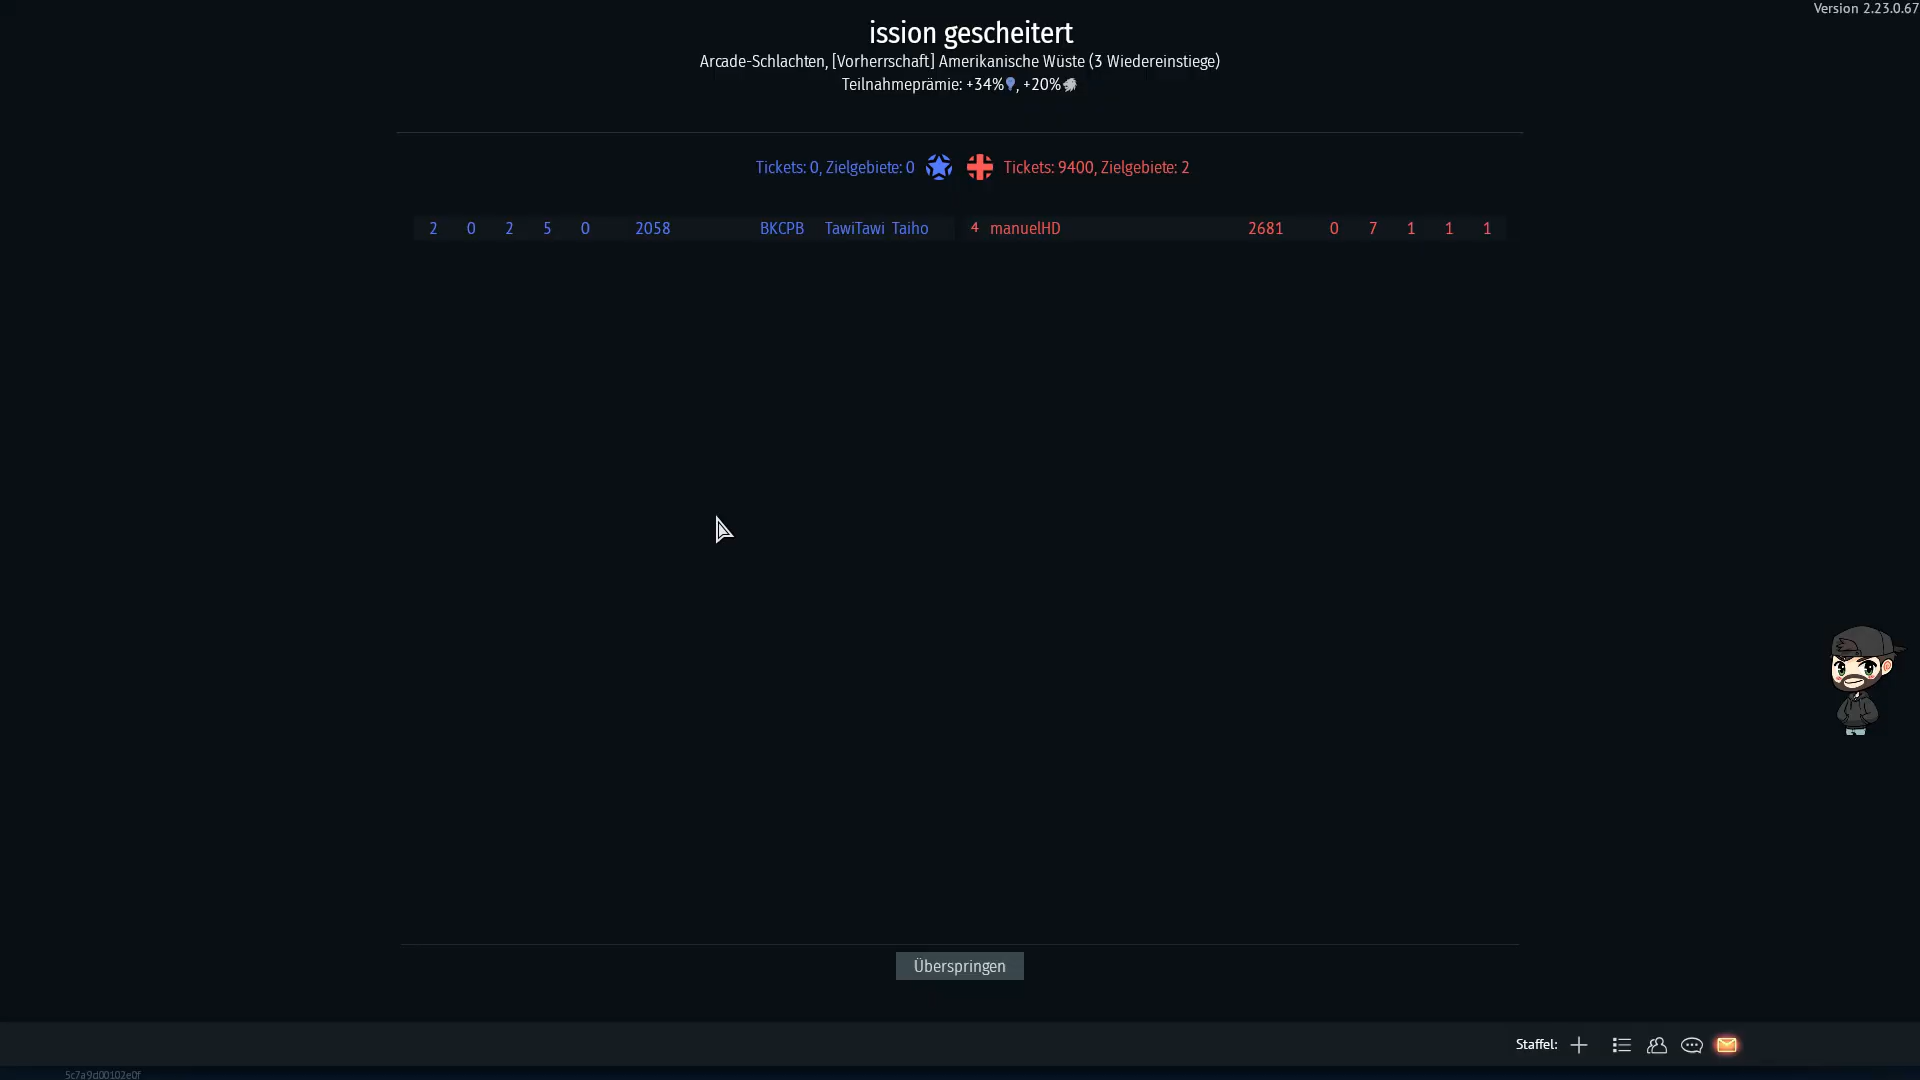 Version 2.23.0.67
ission gescheitert
Arcade-Schlachten, [Vorherrschaft] Amerikanische Wüste (3 Wiedereinstiege)
Teilnahmeprämie: +34%, +20%
Tickets: 0, Zielgebiete: 0 Tickets: 9400, Zielgebiete: 2
2 0 2 5 0 2058 BKCPB TawiTawi Taiho 4 manuelHD 2681 0 7 1 1 1
Überspringen
Staffel:
5c7a9d00102e0f